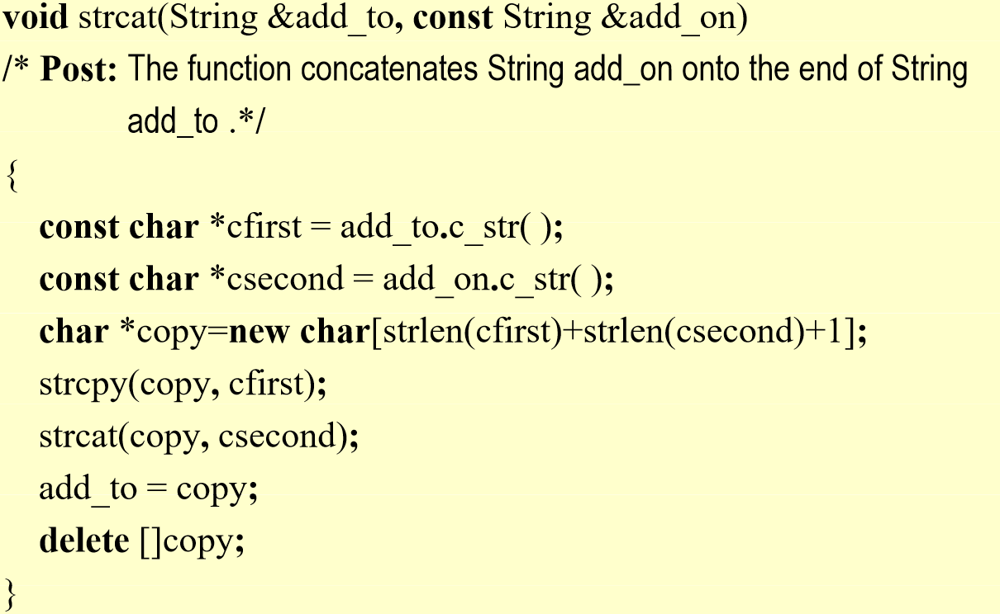 void strcat(String &add_to, const String &add_on)
/* Post: The function concatenates String add_on onto the end of String
add_to .*/
{
const char *cfirst = add_to.c_str( );
const char *csecond = add_on.c_str( );
char *copy=new char[strlen(cfirst)+strlen(csecond)+1];
strcpy(copy, cfirst);
strcat(copy, csecond);
add_to = copy;
delete []copy;
}